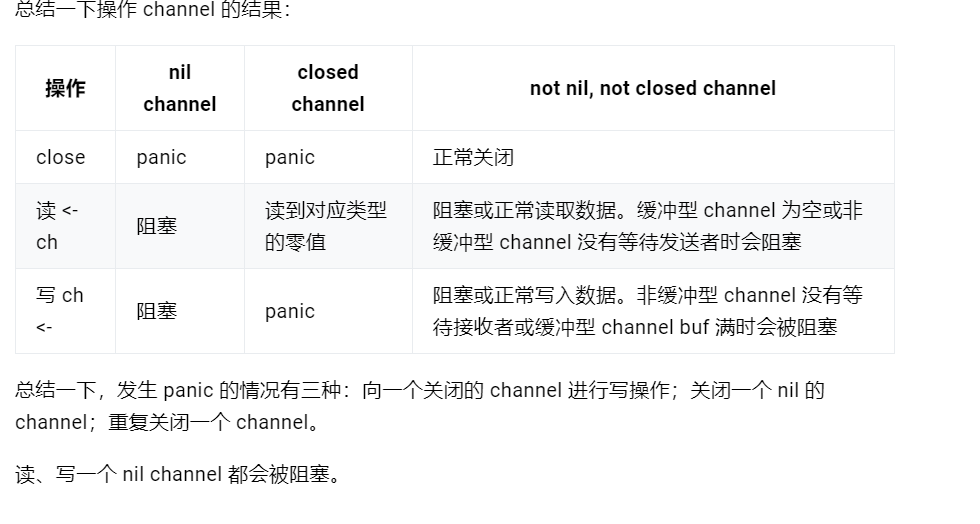 总结一下操作 channel 的结果：
操作
nil
channel
closed
channel
not nil, not closed channel
close
panic
panic
正常关闭
读 <-
ch
阻塞
读到对应类型
的零值
阻塞或正常读取数据。缓冲型 channel 为空或非
缓冲型 channel 没有等待发送者时会阻塞
写 ch
<-
阻塞
panic
阻塞或正常写入数据。非缓冲型 channel 没有等
待接收者或缓冲型 channel buf 满时会被阻塞
总结一下，发生 panic 的情况有三种：向一个关闭的 channel 进行写操作；关闭一个 nil 的
channel；重复关闭一个 channel。
读、写一个 nil channel 都会被阻塞。